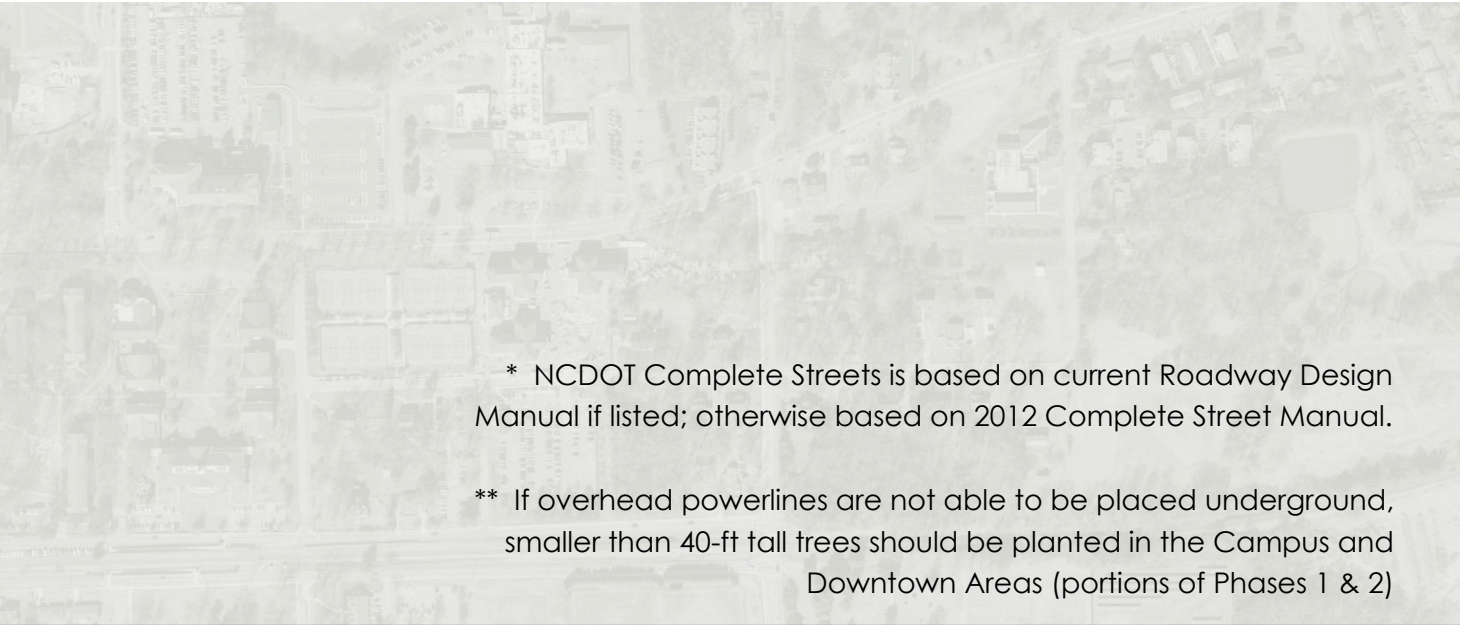 * NCDOT Complete Streets is based on current Roadway Design
Manual if listed; otherwise based on 2012 Complete Street Manual.
** If overhead powerlines are not able to be placed underground,
smaller than 40-ft tall trees should be planted in the Campus and
Downtown Areas (portions of Phases 1 & 2)